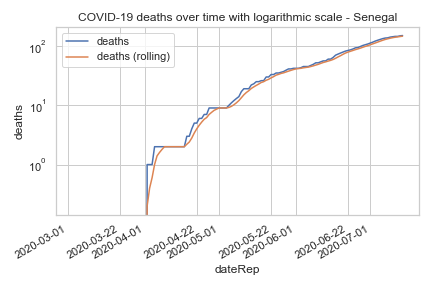 COVID-19 deaths over time with logarithmic scale - Senegal
deaths
deaths (rolling)
10²
10¹
10⁰
deaths
2020-03-01
2020-03-22
2020-04-01
2020-04-22
2020-05-01
2020-05-22
2020-06-01
2020-06-22
2020-07-01
dateRep